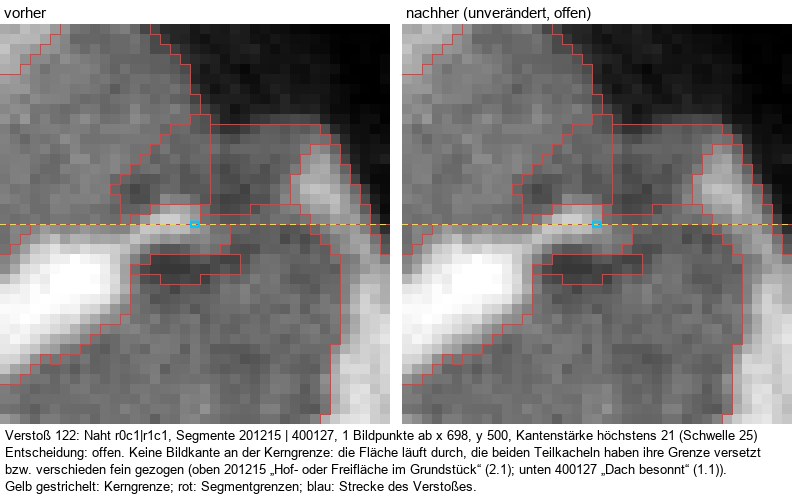 vorher
nachher (unverändert, offen)
Verstoß 122: Naht r0c1|r1c1, Segmente 201215 | 400127, 1 Bildpunkte ab x 698, y 500, Kantenstärke höchstens 21 (Schwelle 25)
Entscheidung: offen. Keine Bildkante an der Kerngrenze: die Fläche läuft durch, die beiden Teilkacheln haben ihre Grenze versetzt
bzw. verschieden fein gezogen (oben 201215 „Hof- oder Freifläche im Grundstück“ (2.1); unten 400127 „Dach besonnt“ (1.1)).
Gelb gestrichelt: Kerngrenze; rot: Segmentgrenzen; blau: Strecke des Verstoßes.